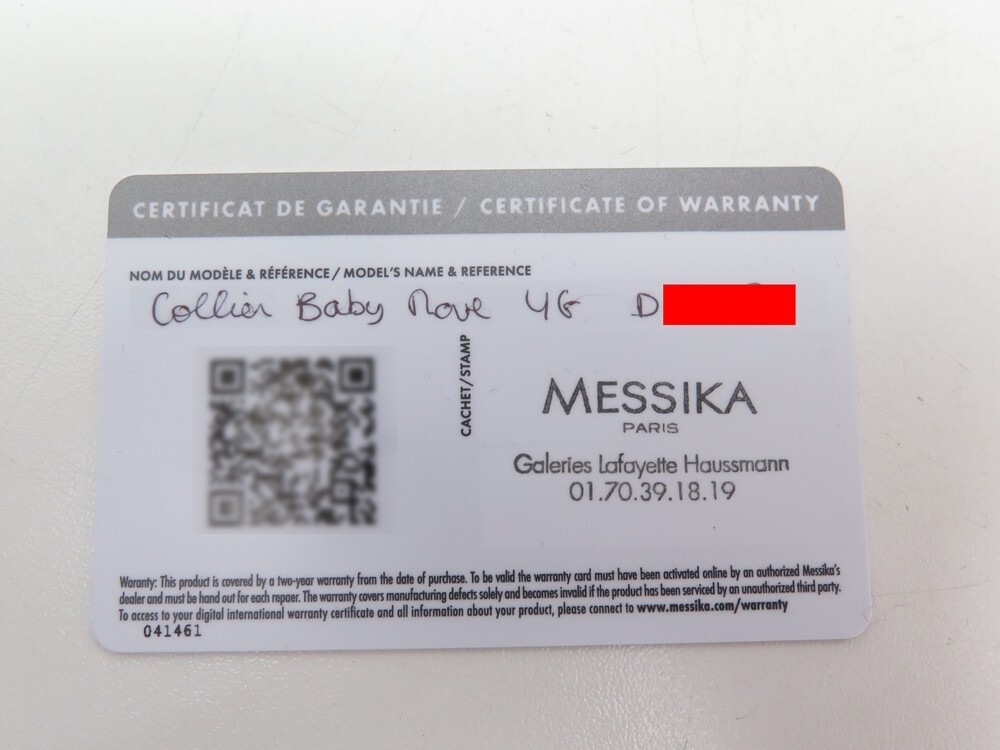 CERTIFICAT DE GARANTIE / CERTIFICATE OF WARRANTY
NOM DU MODÈLE & RÉFÉRENCE / MODEL'S NAME & REFERENCE
Collier Baby Move YG D
CACHET/STAMP
MESSIKA
PARIS
Galeries Lafayette Haussmann
01.70.39.18.19
Waranty: This product is covered by a two-year warranty from the date of purchase. To be valid the warranty card must have been activated online by an authorized Messika's
dealer and must be hand out for each repaer. The warranty covers manufacturing defects solely and becomes invalid if the product has been serviced by an unauthorized third party.
To access to your digital international warranty certificate and all information about your product, please connect to www.messika.com/warranty
041461